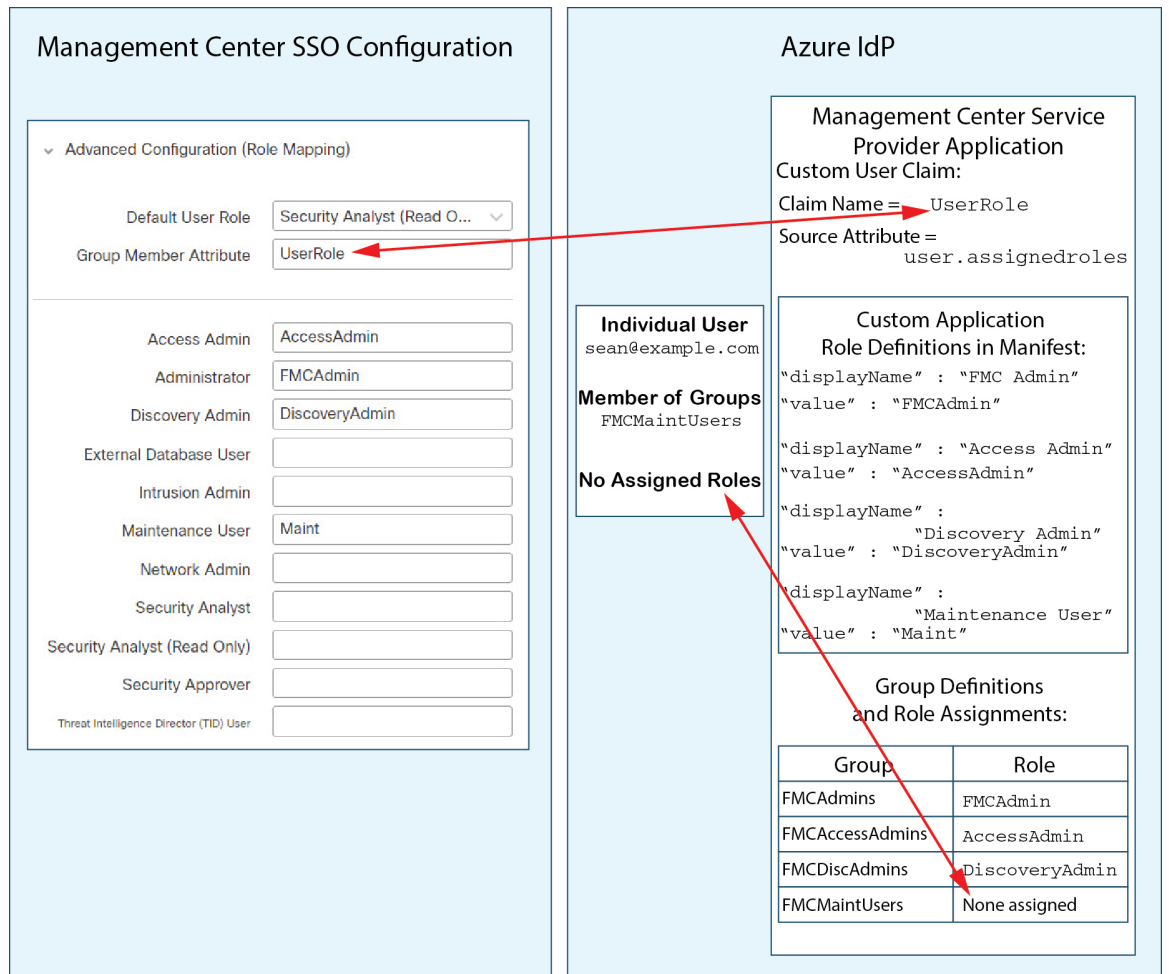 Management Center SSO Configuration
Advanced Configuration (Role Mapping)
Default User Role Security Analyst (Read O...
Group Member Attribute UserRole
Access Admin AccessAdmin
Administrator FMCAdmin
Discovery Admin DiscoveryAdmin
External Database User
Intrusion Admin
Maintenance User Maint
Network Admin
Security Analyst
Security Analyst (Read Only)
Security Approver
Threat Intelligence Director (TID) User
Azure IdP
Individual User
sean@example.com
Member of Groups
FMCMaintUsers
No Assigned Roles
Management Center Service
Provider Application
Custom User Claim:
Claim Name = UserRole
Source Attribute =
user.assignedroles
Custom Application
Role Definitions in Manifest:
“displayName” : “FMC Admin”
“value” : “FMCAdmin”
“displayName” : “Access Admin”
“value” : “AccessAdmin”
“displayName” :
“Discovery Admin”
“value” : “DiscoveryAdmin”
“displayName” :
“Maintenance User”
“value” : “Maint”
Group Definitions
and Role Assignments:
Group Role
FMCAdmins FMCAdmin
FMCAccessAdmins AccessAdmin
FMCDiscAdmins DiscoveryAdmin
FMCMaintUsers None assigned